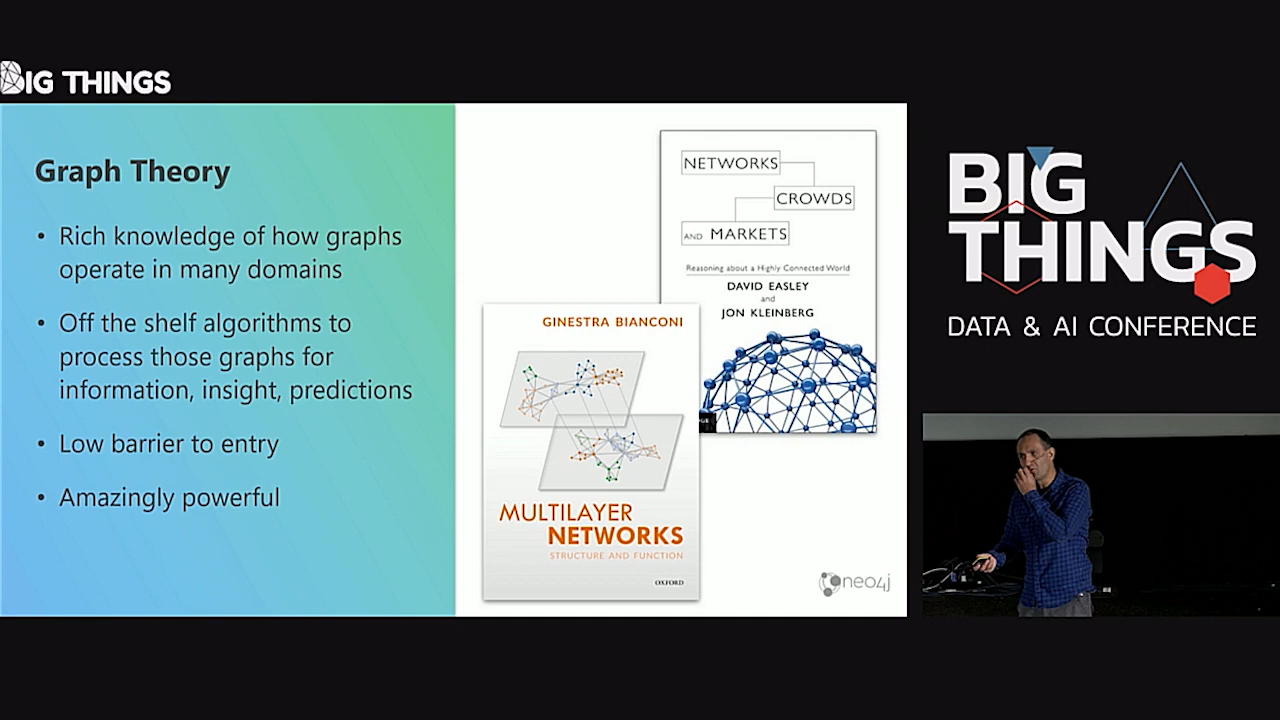 BIG THINGS
Graph Theory
• Rich knowledge of how graphs
operate in many domains
• Off the shelf algorithms to
process those graphs for
information, insight, predictions
• Low barrier to entry
• Amazingly powerful
NETWORKS
CROWDS
AND MARKETS
Reasoning about a Highly Connected World
DAVID EASLEY
and
JON KLEINBERG
GINESTRA BIANCONI
MULTILAYER
NETWORKS
STRUCTURE AND FUNCTION
OXFORD
neo4j
BIG
THINGS
DATA & AI CONFERENCE